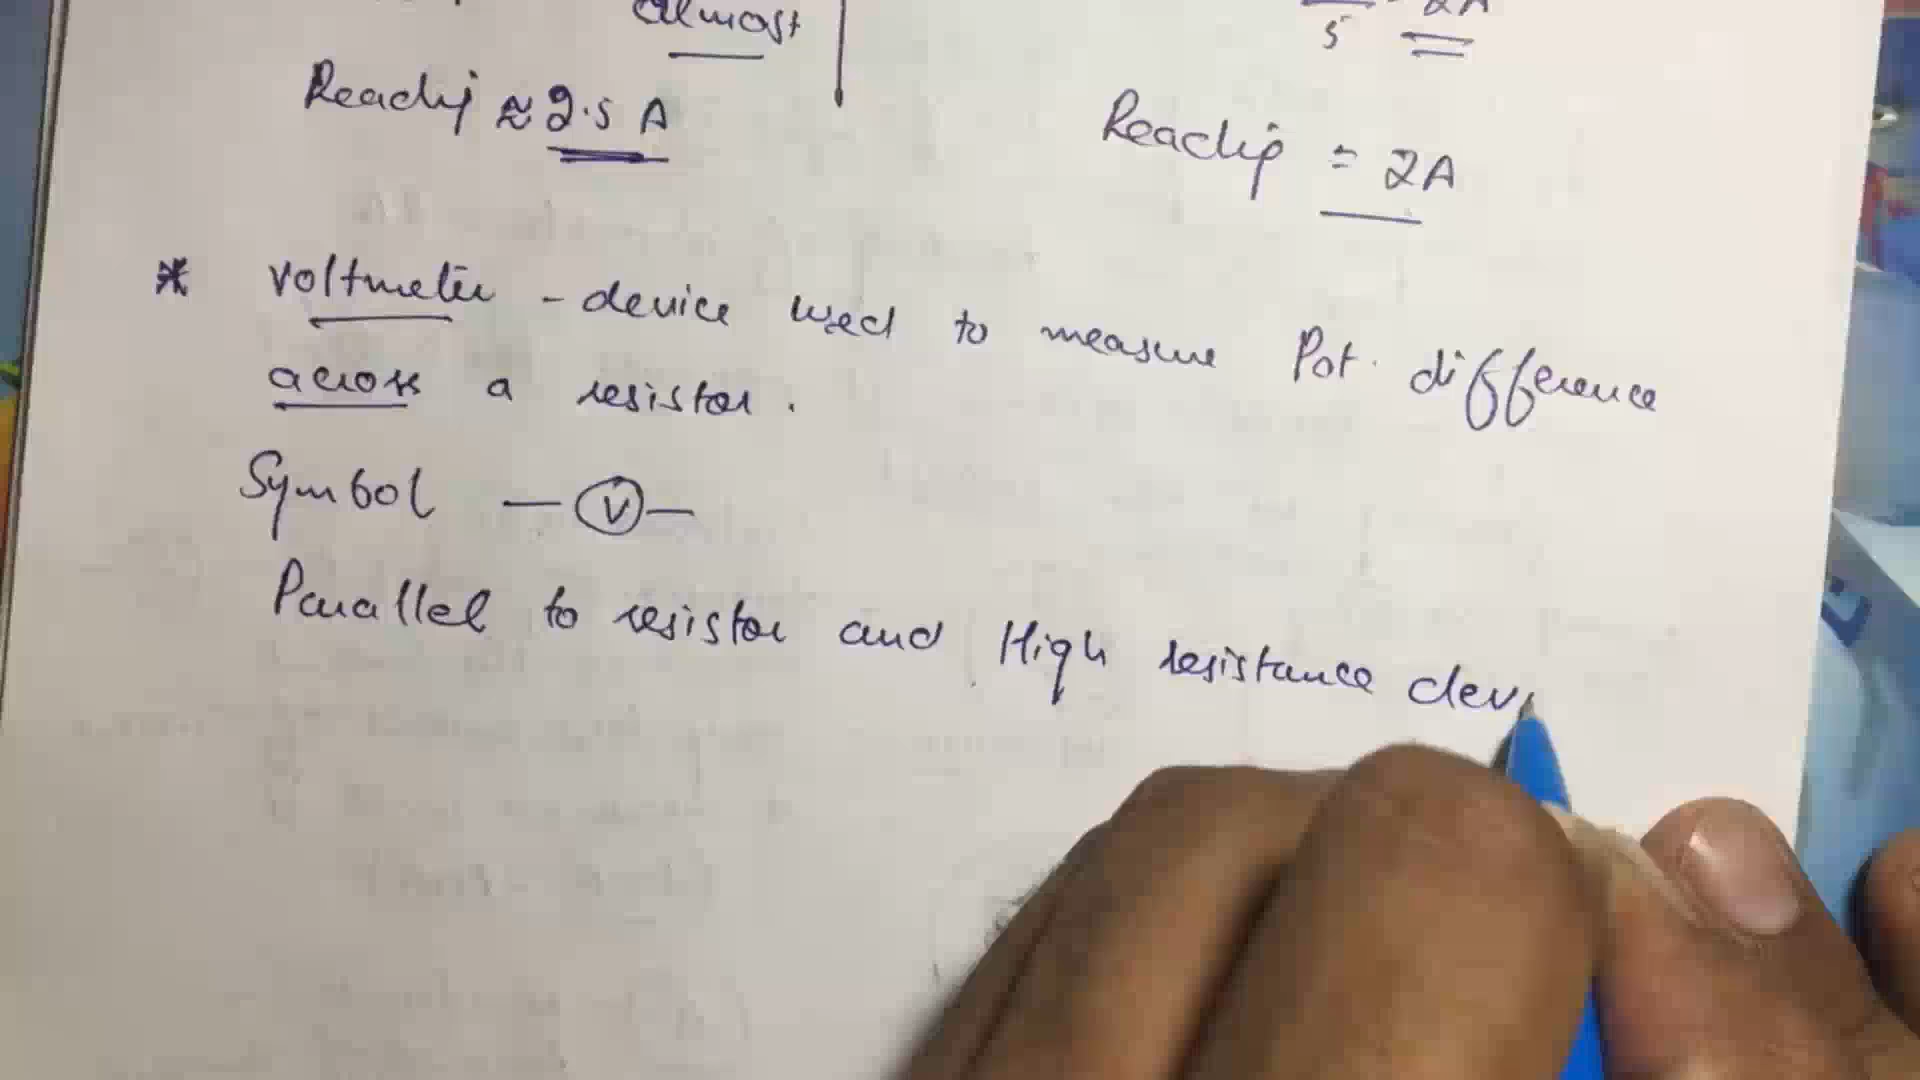 almost
5 2A
Reading ≈ 2.5 A
Reading = 2A
* Voltmeter - device used to measure Pot. difference
across a resistor.
Symbol —(V)—
Parallel to resistor and High resistance dev